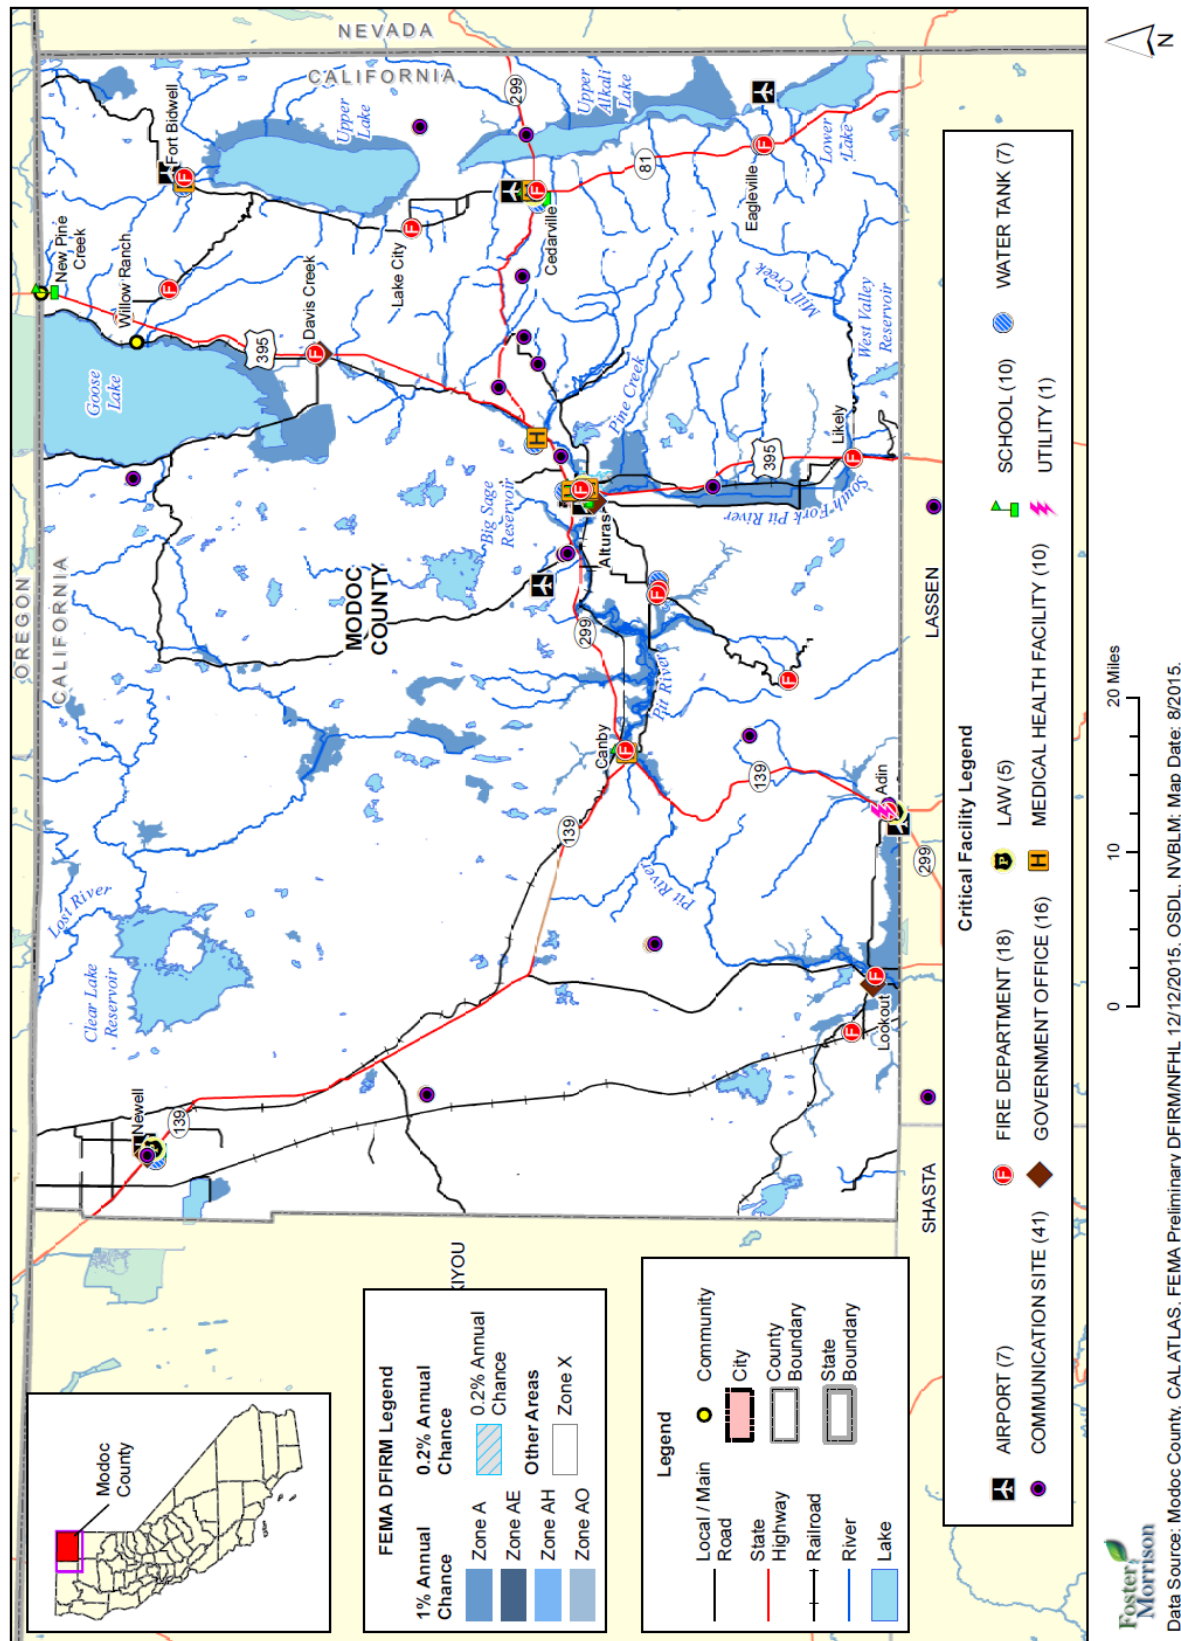 NEVADA
CALIFORNIA
OREGON
CALIFORNIA
MODOC
COUNTY
New Pine
Creek
Fort Bidwell
Willow Ranch
Goose
Lake
Upper
Lake
395
Davis Creek
Lake City
299
Upper
Alkali
Lake
Cedarville
81
Eagleville
Lower
Lake
Mill Creek
West Valley
Reservoir
Pine Creek
Big Sage
Reservoir
Alturas
395
Likely
South Fork Pit River
299
Canby
Pit River
139
139
Adin
299
Pit River
Lookout
Lost River
Clear Lake
Reservoir
Newell
139
LASSEN
SHASTA
KIYOU
Modoc
County
FEMA DFIRM Legend
1% Annual
Chance
Zone A
Zone AE
Zone AH
Zone AO
0.2% Annual
Chance
0.2% Annual
Chance
Other Areas
Zone X
Legend
Local / Main
Road
State
Highway
Railroad
River
Lake
Community
City
County
Boundary
State
Boundary
Critical Facility Legend
AIRPORT (7)
COMMUNICATION SITE (41)
FIRE DEPARTMENT (18)
GOVERNMENT OFFICE (16)
LAW (5)
MEDICAL HEALTH FACILITY (10)
SCHOOL (10)
UTILITY (1)
WATER TANK (7)
0 10 20 Miles
N
Foster
Morrison
Data Source: Modoc County, CALATLAS, FEMA Preliminary DFIRM/NFHL 12/12/2015, OSDL, NVBLM; Map Date: 8/2015.